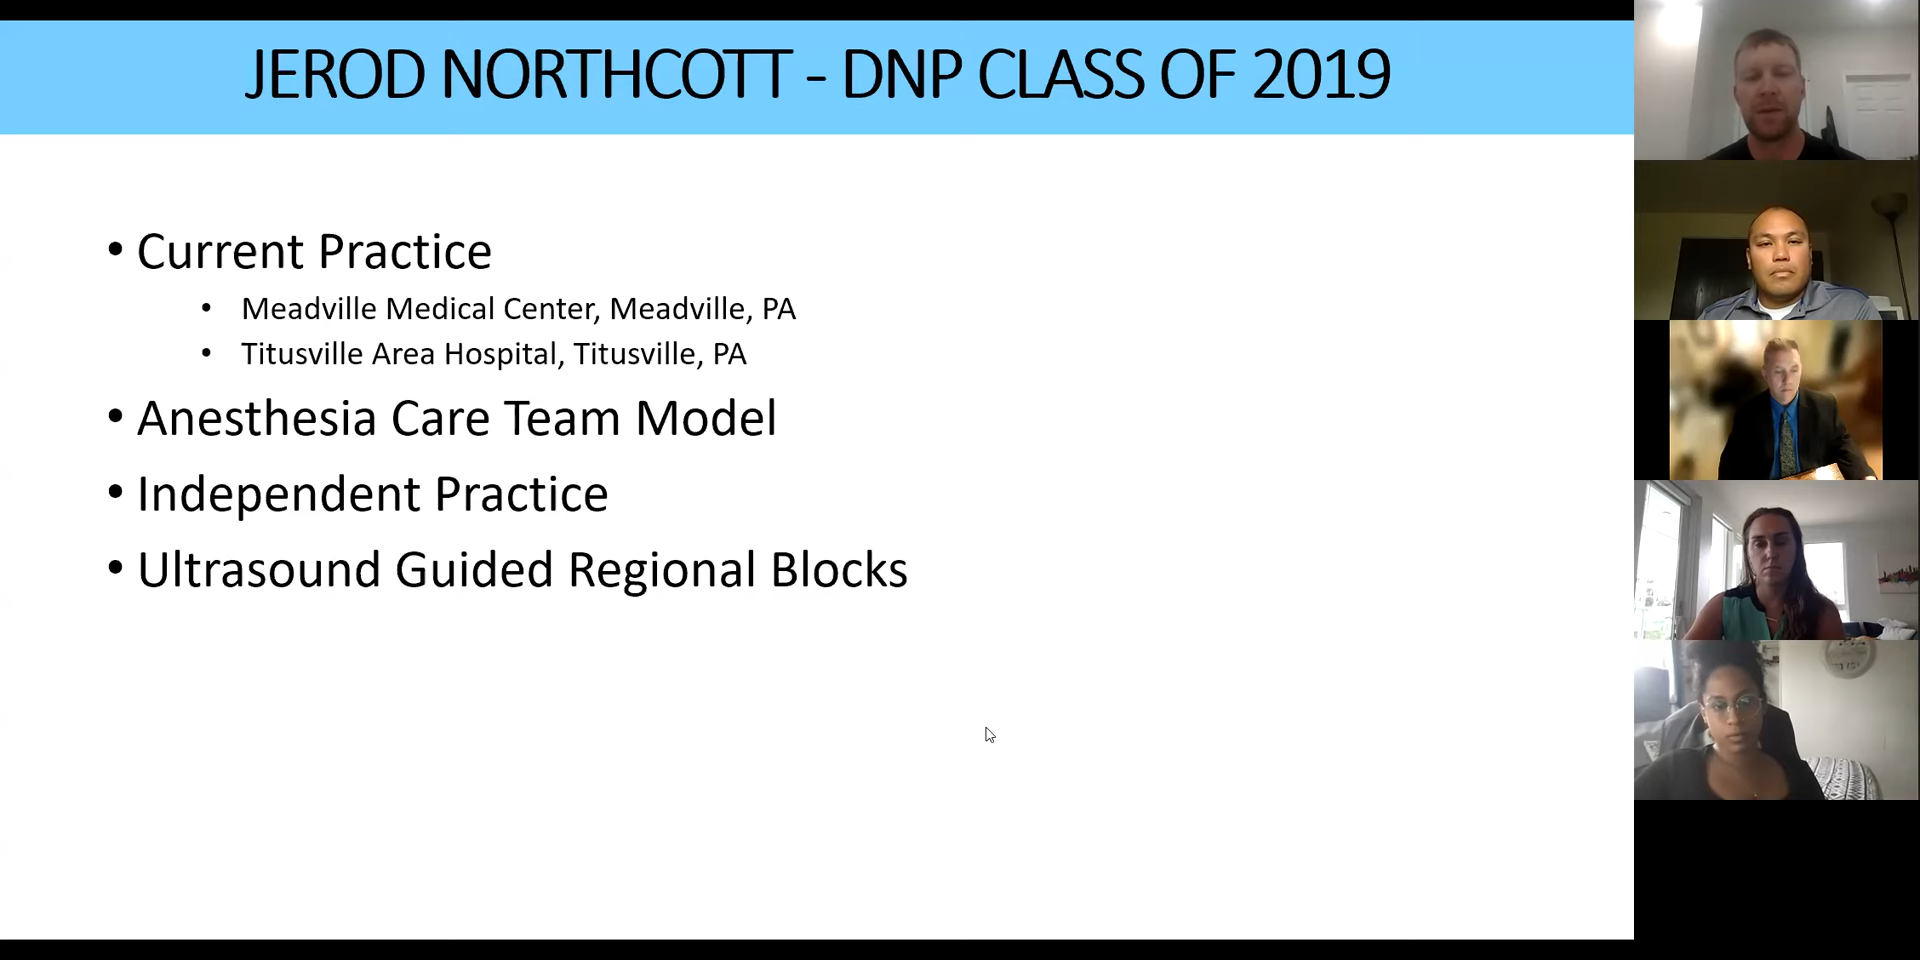 JEROD NORTHCOTT - DNP CLASS OF 2019
• Current Practice
• Meadville Medical Center, Meadville, PA
• Titusville Area Hospital, Titusville, PA
• Anesthesia Care Team Model
• Independent Practice
• Ultrasound Guided Regional Blocks